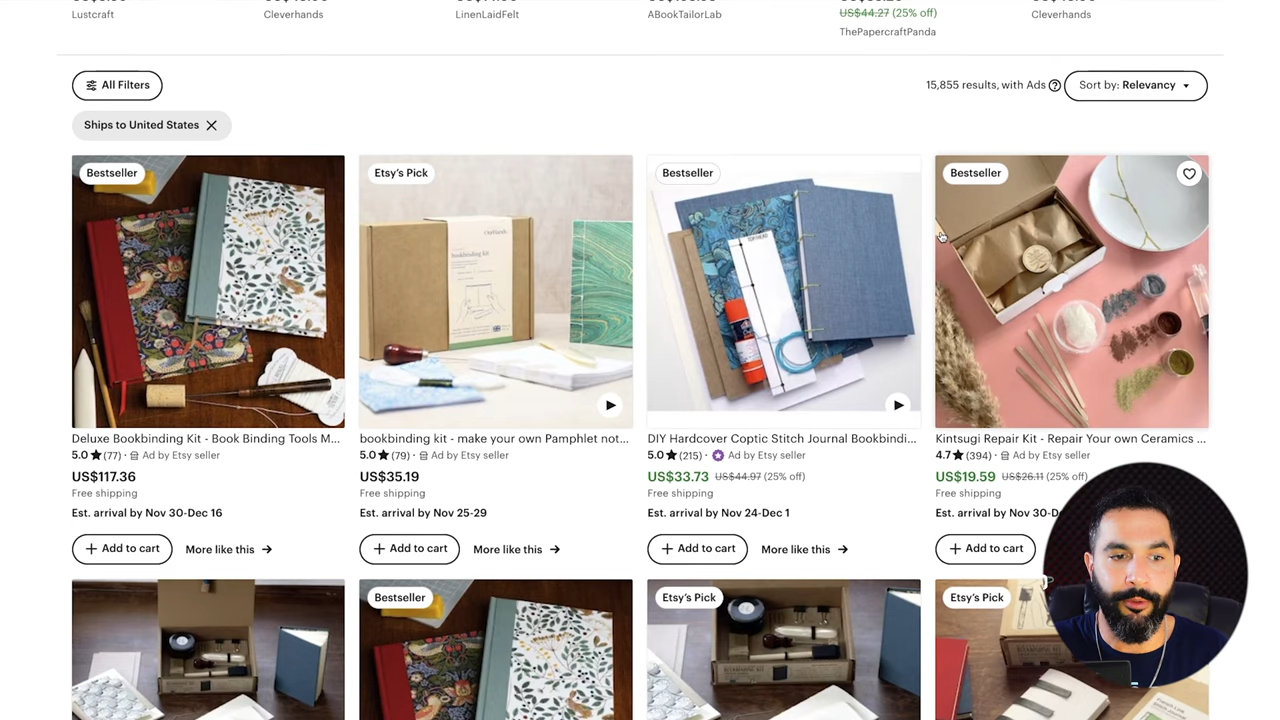 Lustcraft
Cleverhands
LinenLaidFelt
ABookTailorLab
US$44.27 (25% off)
ThePapercraftPanda
Cleverhands
All Filters
15,855 results, with Ads
Sort by: Relevancy
Ships to United States
Bestseller
Etsy's Pick
bookbinding kit
Bestseller
Bestseller
Deluxe Bookbinding Kit - Book Binding Tools M...
5.0 (77) · Ad by Etsy seller
US$117.36
Free shipping
Est. arrival by Nov 30-Dec 16
+ Add to cart
More like this →
bookbinding kit - make your own Pamphlet not...
5.0 (79) · Ad by Etsy seller
US$35.19
Free shipping
Est. arrival by Nov 25-29
+ Add to cart
More like this →
DIY Hardcover Coptic Stitch Journal Bookbindi...
5.0 (215) · Ad by Etsy seller
US$33.73 US$44.97 (25% off)
Free shipping
Est. arrival by Nov 24-Dec 1
+ Add to cart
More like this →
Kintsugi Repair Kit - Repair Your own Ceramics ...
4.7 (394) · Ad by Etsy seller
US$19.59 US$26.11 (25% off)
Free shipping
Est. arrival by Nov 30-D
+ Add to cart
Bestseller
Etsy's Pick
Etsy's Pick